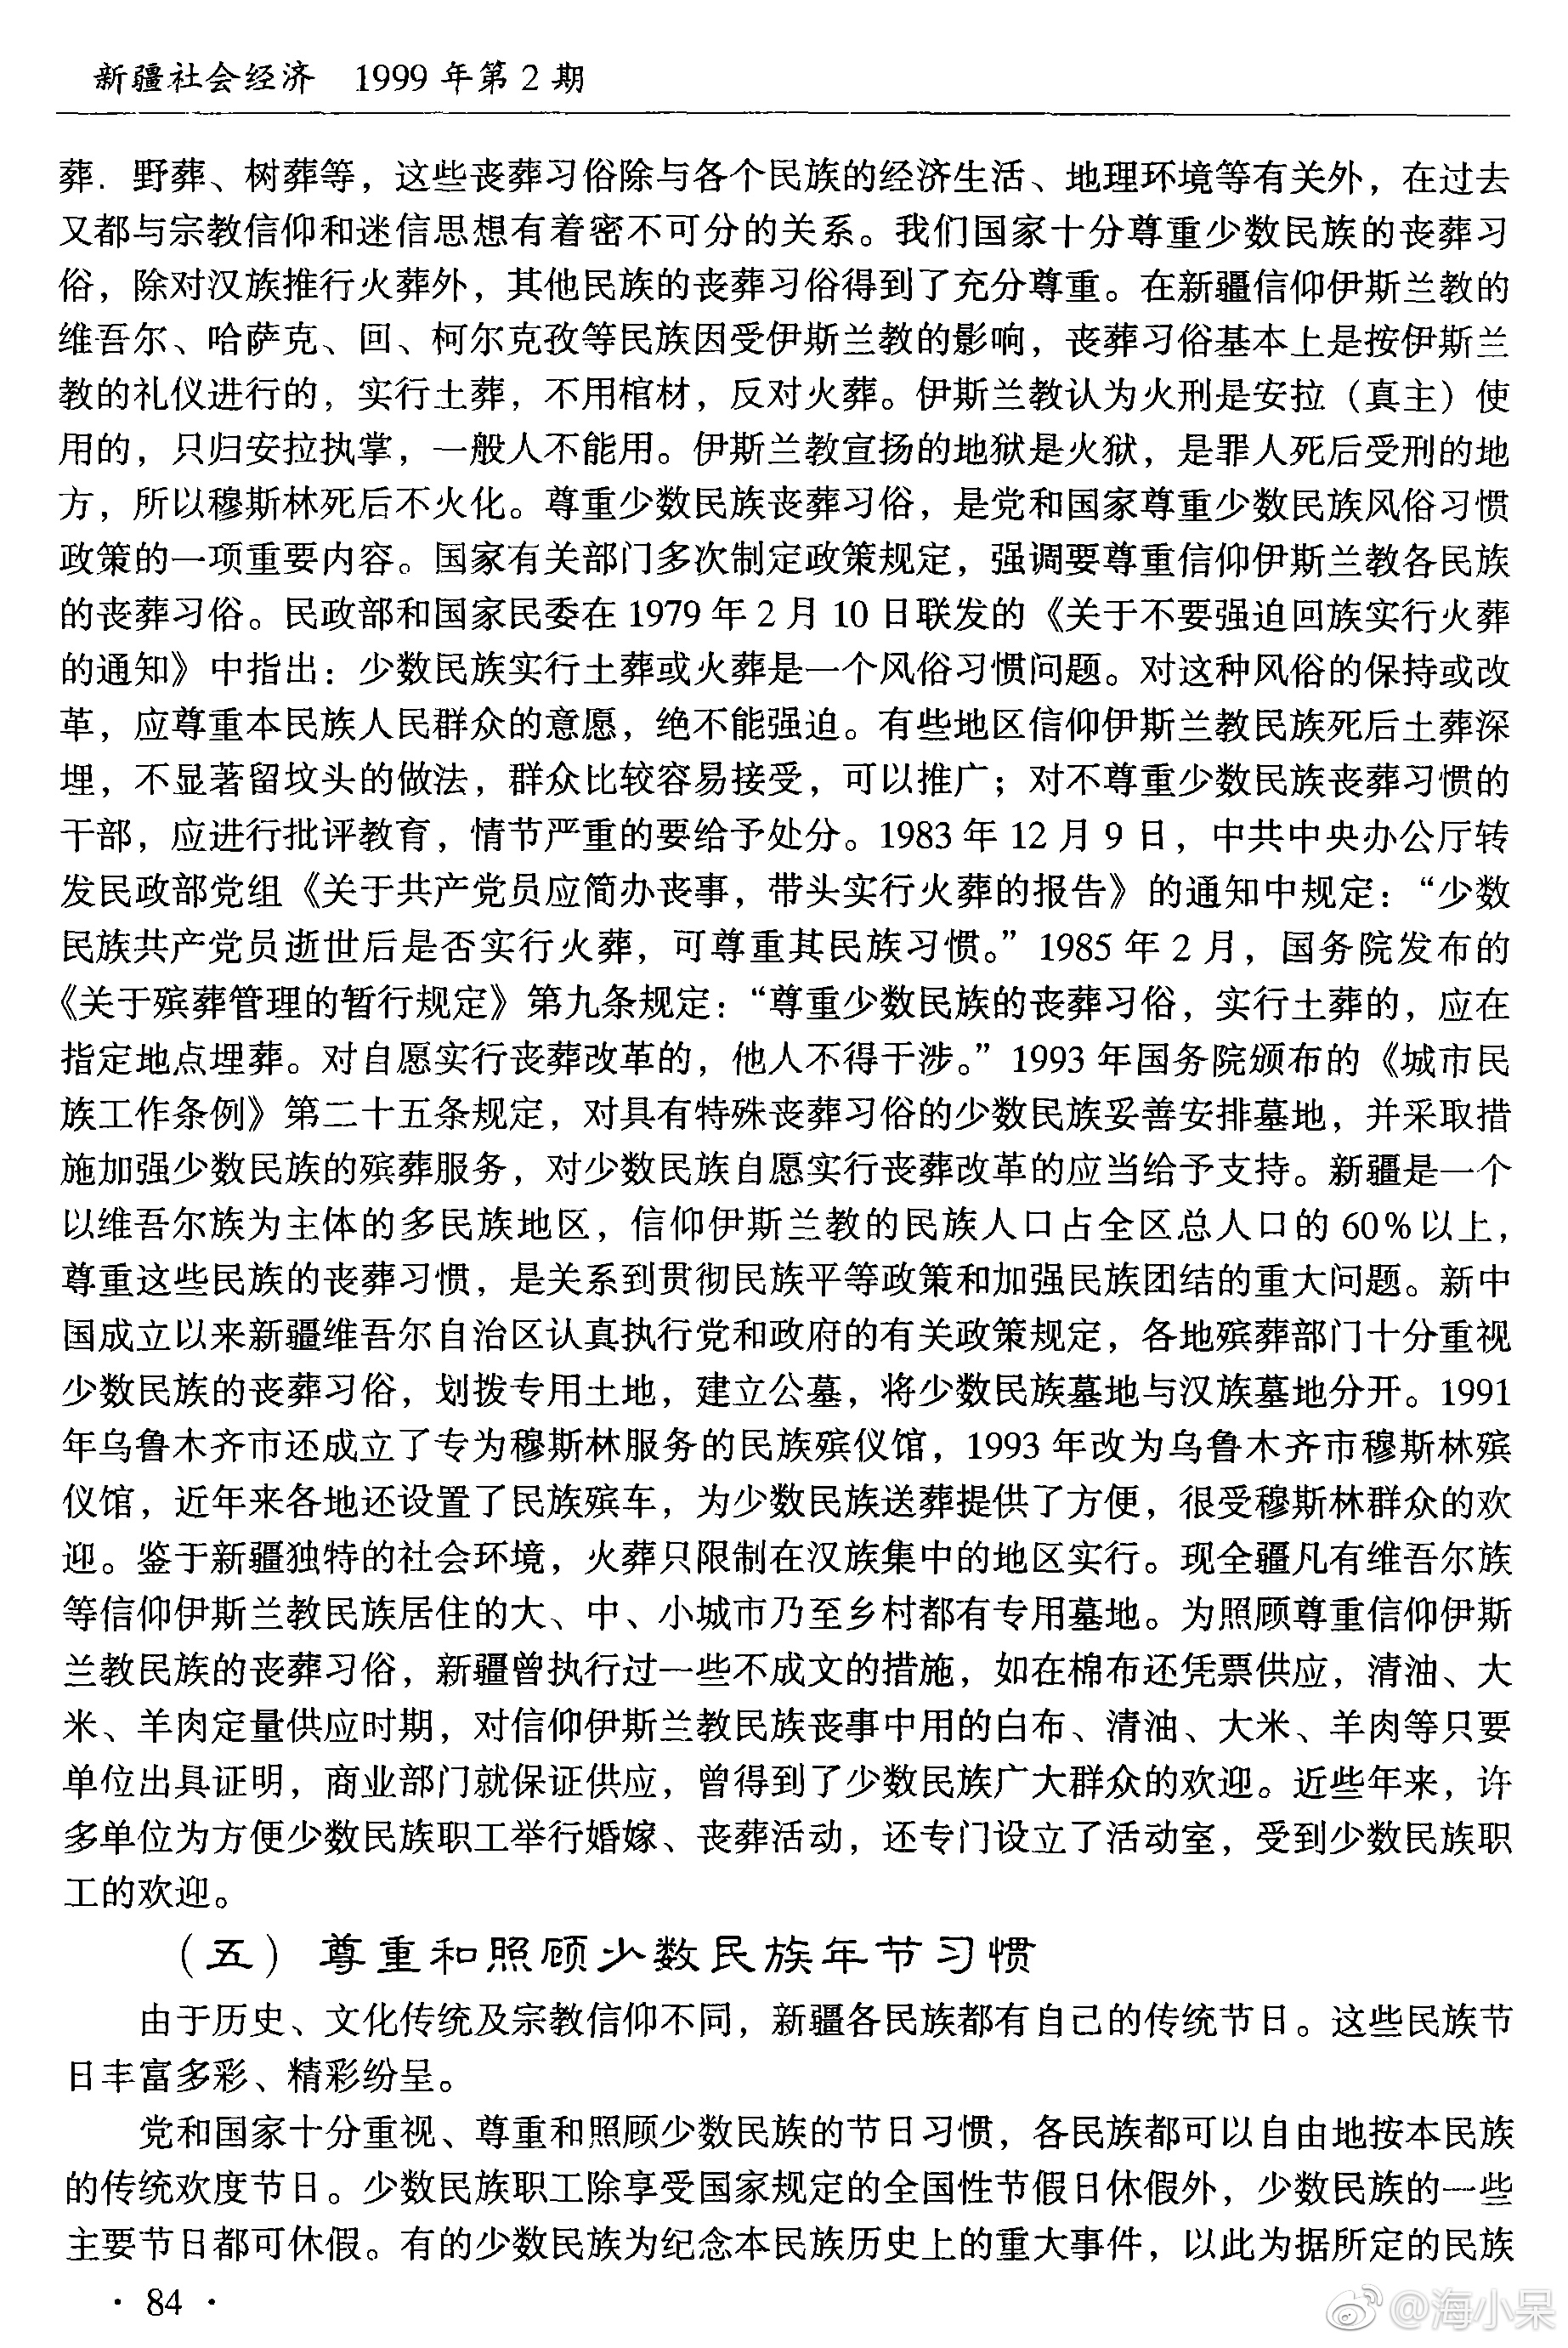 新疆社会经济 1999 年第 2 期
葬．野葬、树葬等，这些丧葬习俗除与各个民族的经济生活、地理环境等有关外，在过去
又都与宗教信仰和迷信思想有着密不可分的关系。我们国家十分尊重少数民族的丧葬习
俗，除对汉族推行火葬外，其他民族的丧葬习俗得到了充分尊重。在新疆信仰伊斯兰教的
维吾尔、哈萨克、回、柯尔克孜等民族因受伊斯兰教的影响，丧葬习俗基本上是按伊斯兰
教的礼仪进行的，实行土葬，不用棺材，反对火葬。伊斯兰教认为火刑是安拉（真主）使
用的，只归安拉执掌，一般人不能用。伊斯兰教宣扬的地狱是火狱，是罪人死后受刑的地
方，所以穆斯林死后不火化。尊重少数民族丧葬习俗，是党和国家尊重少数民族风俗习惯
政策的一项重要内容。国家有关部门多次制定政策规定，强调要尊重信仰伊斯兰教各民族
的丧葬习俗。民政部和国家民委在 1979 年 2 月 10 日联发的《关于不要强迫回族实行火葬
的通知》中指出：少数民族实行土葬或火葬是一个风俗习惯问题。对这种风俗的保持或改
革，应尊重本民族人民群众的意愿，绝不能强迫。有些地区信仰伊斯兰教民族死后土葬深
埋，不显著留坟头的做法，群众比较容易接受，可以推广；对不尊重少数民族丧葬习惯的
干部，应进行批评教育，情节严重的要给予处分。1983 年 12 月 9 日，中共中央办公厅转
发民政部党组《关于共产党员应简办丧事，带头实行火葬的报告》的通知中规定：“少数
民族共产党员逝世后是否实行火葬，可尊重其民族习惯。”1985 年 2 月，国务院发布的
《关于殡葬管理的暂行规定》第九条规定：“尊重少数民族的丧葬习俗，实行土葬的，应在
指定地点埋葬。对自愿实行丧葬改革的，他人不得干涉。”1993 年国务院颁布的《城市民
族工作条例》第二十五条规定，对具有特殊丧葬习俗的少数民族妥善安排墓地，并采取措
施加强少数民族的殡葬服务，对少数民族自愿实行丧葬改革的应当给予支持。新疆是一个
以维吾尔族为主体的多民族地区，信仰伊斯兰教的民族人口占全区总人口的 60%以上，
尊重这些民族的丧葬习惯，是关系到贯彻民族平等政策和加强民族团结的重大问题。新中
国成立以来新疆维吾尔自治区认真执行党和政府的有关政策规定，各地殡葬部门十分重视
少数民族的丧葬习俗，划拨专用土地，建立公墓，将少数民族墓地与汉族墓地分开。1991
年乌鲁木齐市还成立了专为穆斯林服务的民族殡仪馆，1993 年改为乌鲁木齐市穆斯林殡
仪馆，近年来各地还设置了民族殡车，为少数民族送葬提供了方便，很受穆斯林群众的欢
迎。鉴于新疆独特的社会环境，火葬只限制在汉族集中的地区实行。现全疆凡有维吾尔族
等信仰伊斯兰教民族居住的大、中、小城市乃至乡村都有专用墓地。为照顾尊重信仰伊斯
兰教民族的丧葬习俗，新疆曾执行过一些不成文的措施，如在棉布还凭票供应，清油、大
米、羊肉定量供应时期，对信仰伊斯兰教民族丧事中用的白布、清油、大米、羊肉等只要
单位出具证明，商业部门就保证供应，曾得到了少数民族广大群众的欢迎。近些年来，许
多单位为方便少数民族职工举行婚嫁、丧葬活动，还专门设立了活动室，受到少数民族职
工的欢迎。
（五）尊重和照顾少数民族年节习惯
由于历史、文化传统及宗教信仰不同，新疆各民族都有自己的传统节日。这些民族节
日丰富多彩、精彩纷呈。
党和国家十分重视、尊重和照顾少数民族的节日习惯，各民族都可以自由地按本民族
的传统欢度节日。少数民族职工除享受国家规定的全国性节假日休假外，少数民族的一些
主要节日都可休假。有的少数民族为纪念本民族历史上的重大事件，以此为据所定的民族
· 84 ·
@海小呆